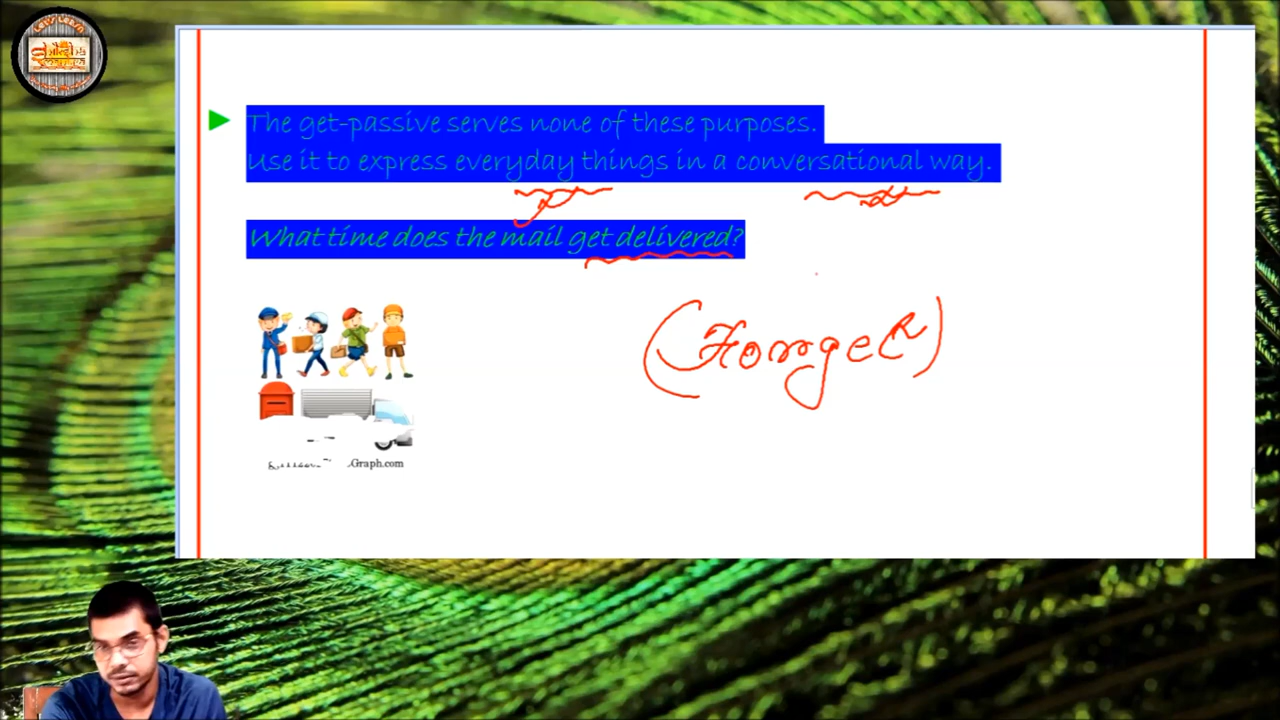 The get-passive serves none of these purposes.
Use it to express everyday things in a conversational way.
What time does the mail get delivered?
.Graph.com